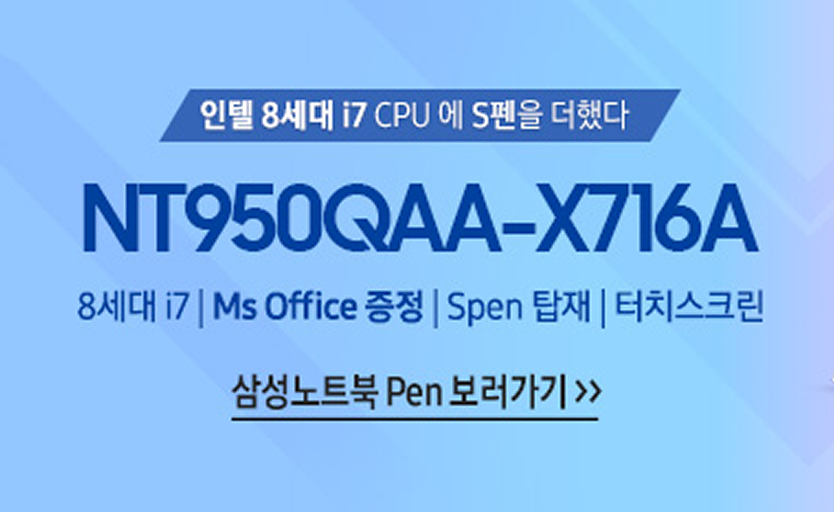 인텔 8세대 i7 CPU 에 S펜을 더했다
NT950QAA-X716A
8세대 i7 | Ms Office 증정 | Spen 탑재 | 터치스크린
삼성노트북 Pen 보러가기 >>